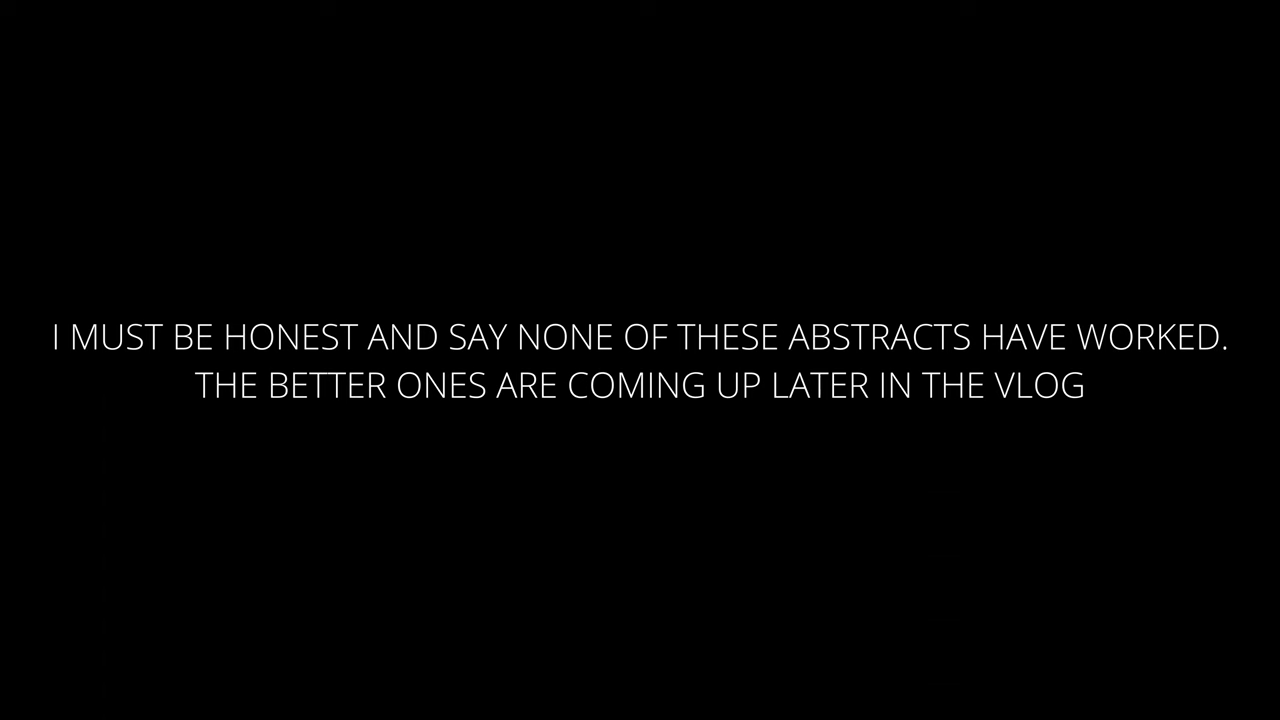 I MUST BE HONEST AND SAY NONE OF THESE ABSTRACTS HAVE WORKED.
THE BETTER ONES ARE COMING UP LATER IN THE VLOG